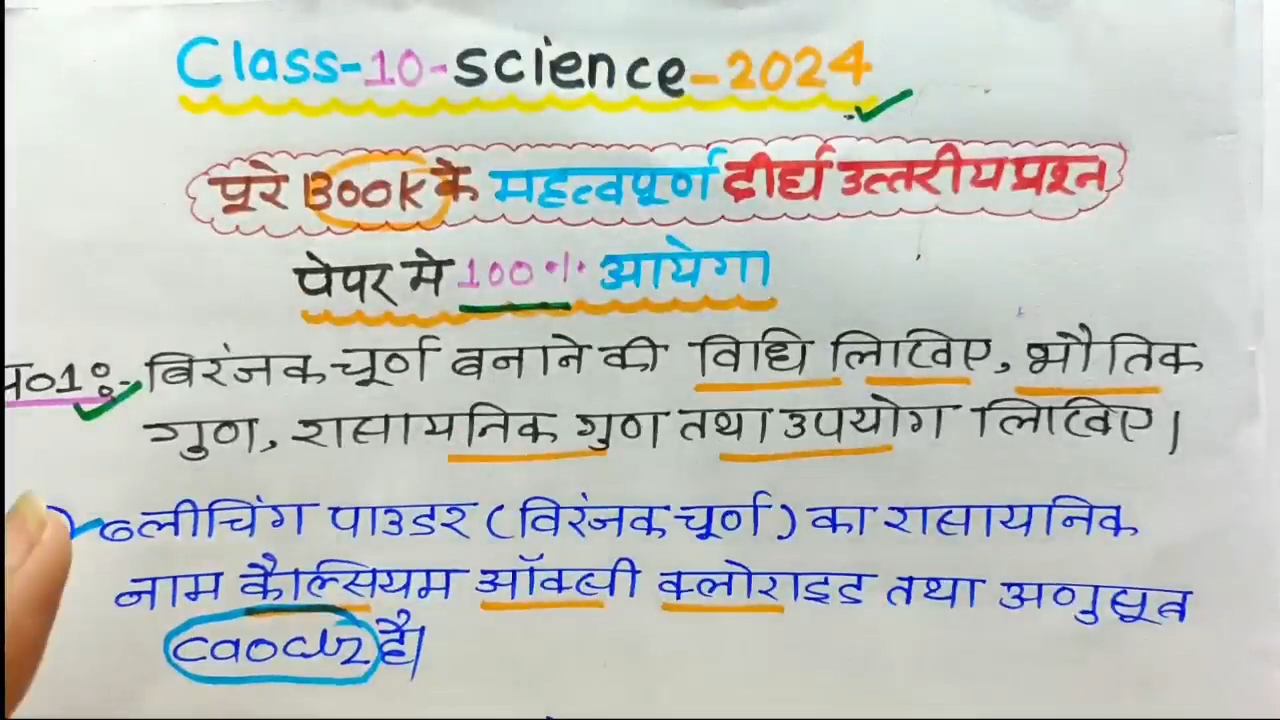 Class-10-science-2024
पूरे Book के महत्वपूर्ण दीर्घ उत्तरीय प्रश्न
पेपर मे 100% आयेगा
प्र०1ः- विरंजक चूर्ण बनाने की विधि लिखिए, भौतिक
गुण, रासायनिक गुण तथा उपयोग लिखिए।
ब्लीचिंग पाउडर (विरंजक चूर्ण) का रासायनिक
नाम कैल्सियम ऑक्सी क्लोराइड तथा अणुसूत्र
caocl2 है।